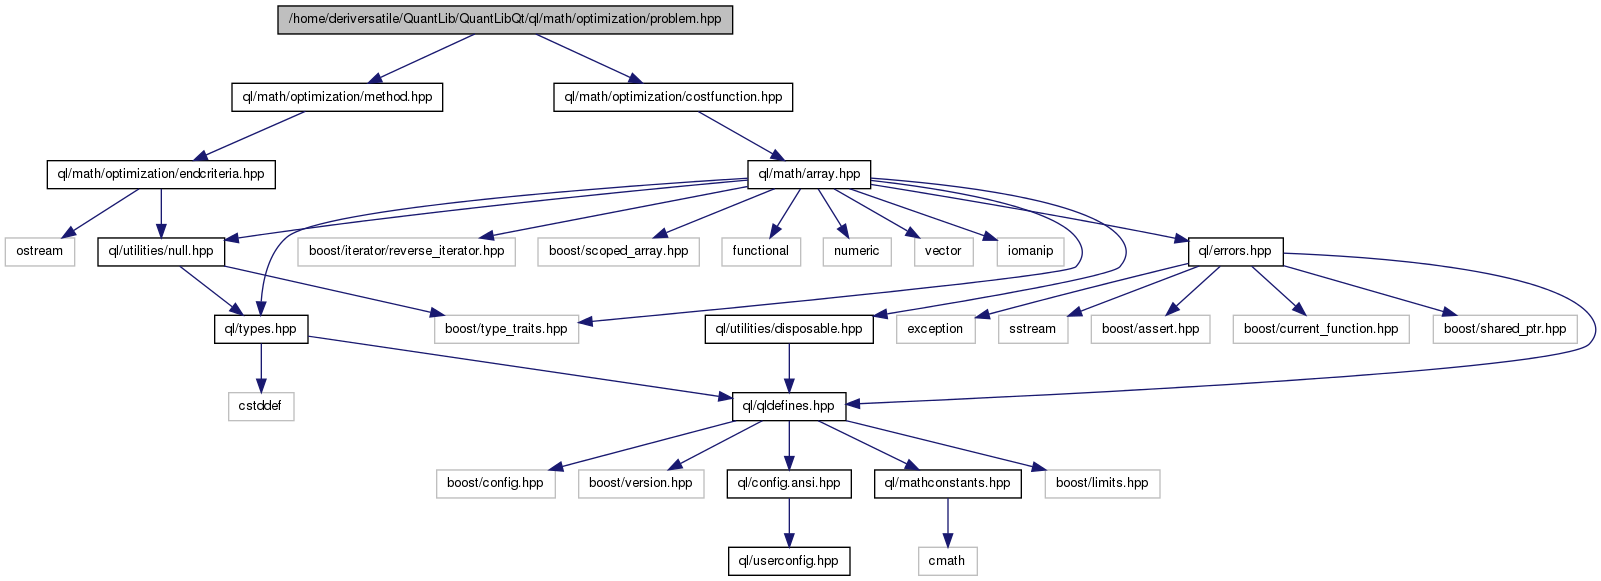 /home/deriversatile/QuantLib/QuantLibQt/ql/math/optimization/problem.hpp
ql/math/optimization/method.hpp
ql/math/optimization/costfunction.hpp
ql/math/optimization/endcriteria.hpp
ql/math/array.hpp
ostream
ql/utilities/null.hpp
boost/iterator/reverse_iterator.hpp
boost/scoped_array.hpp
functional
numeric
vector
iomanip
ql/errors.hpp
ql/types.hpp
boost/type_traits.hpp
ql/utilities/disposable.hpp
exception
sstream
boost/assert.hpp
boost/current_function.hpp
boost/shared_ptr.hpp
cstddef
ql/qldefines.hpp
boost/config.hpp
boost/version.hpp
ql/config.ansi.hpp
ql/mathconstants.hpp
boost/limits.hpp
ql/userconfig.hpp
cmath